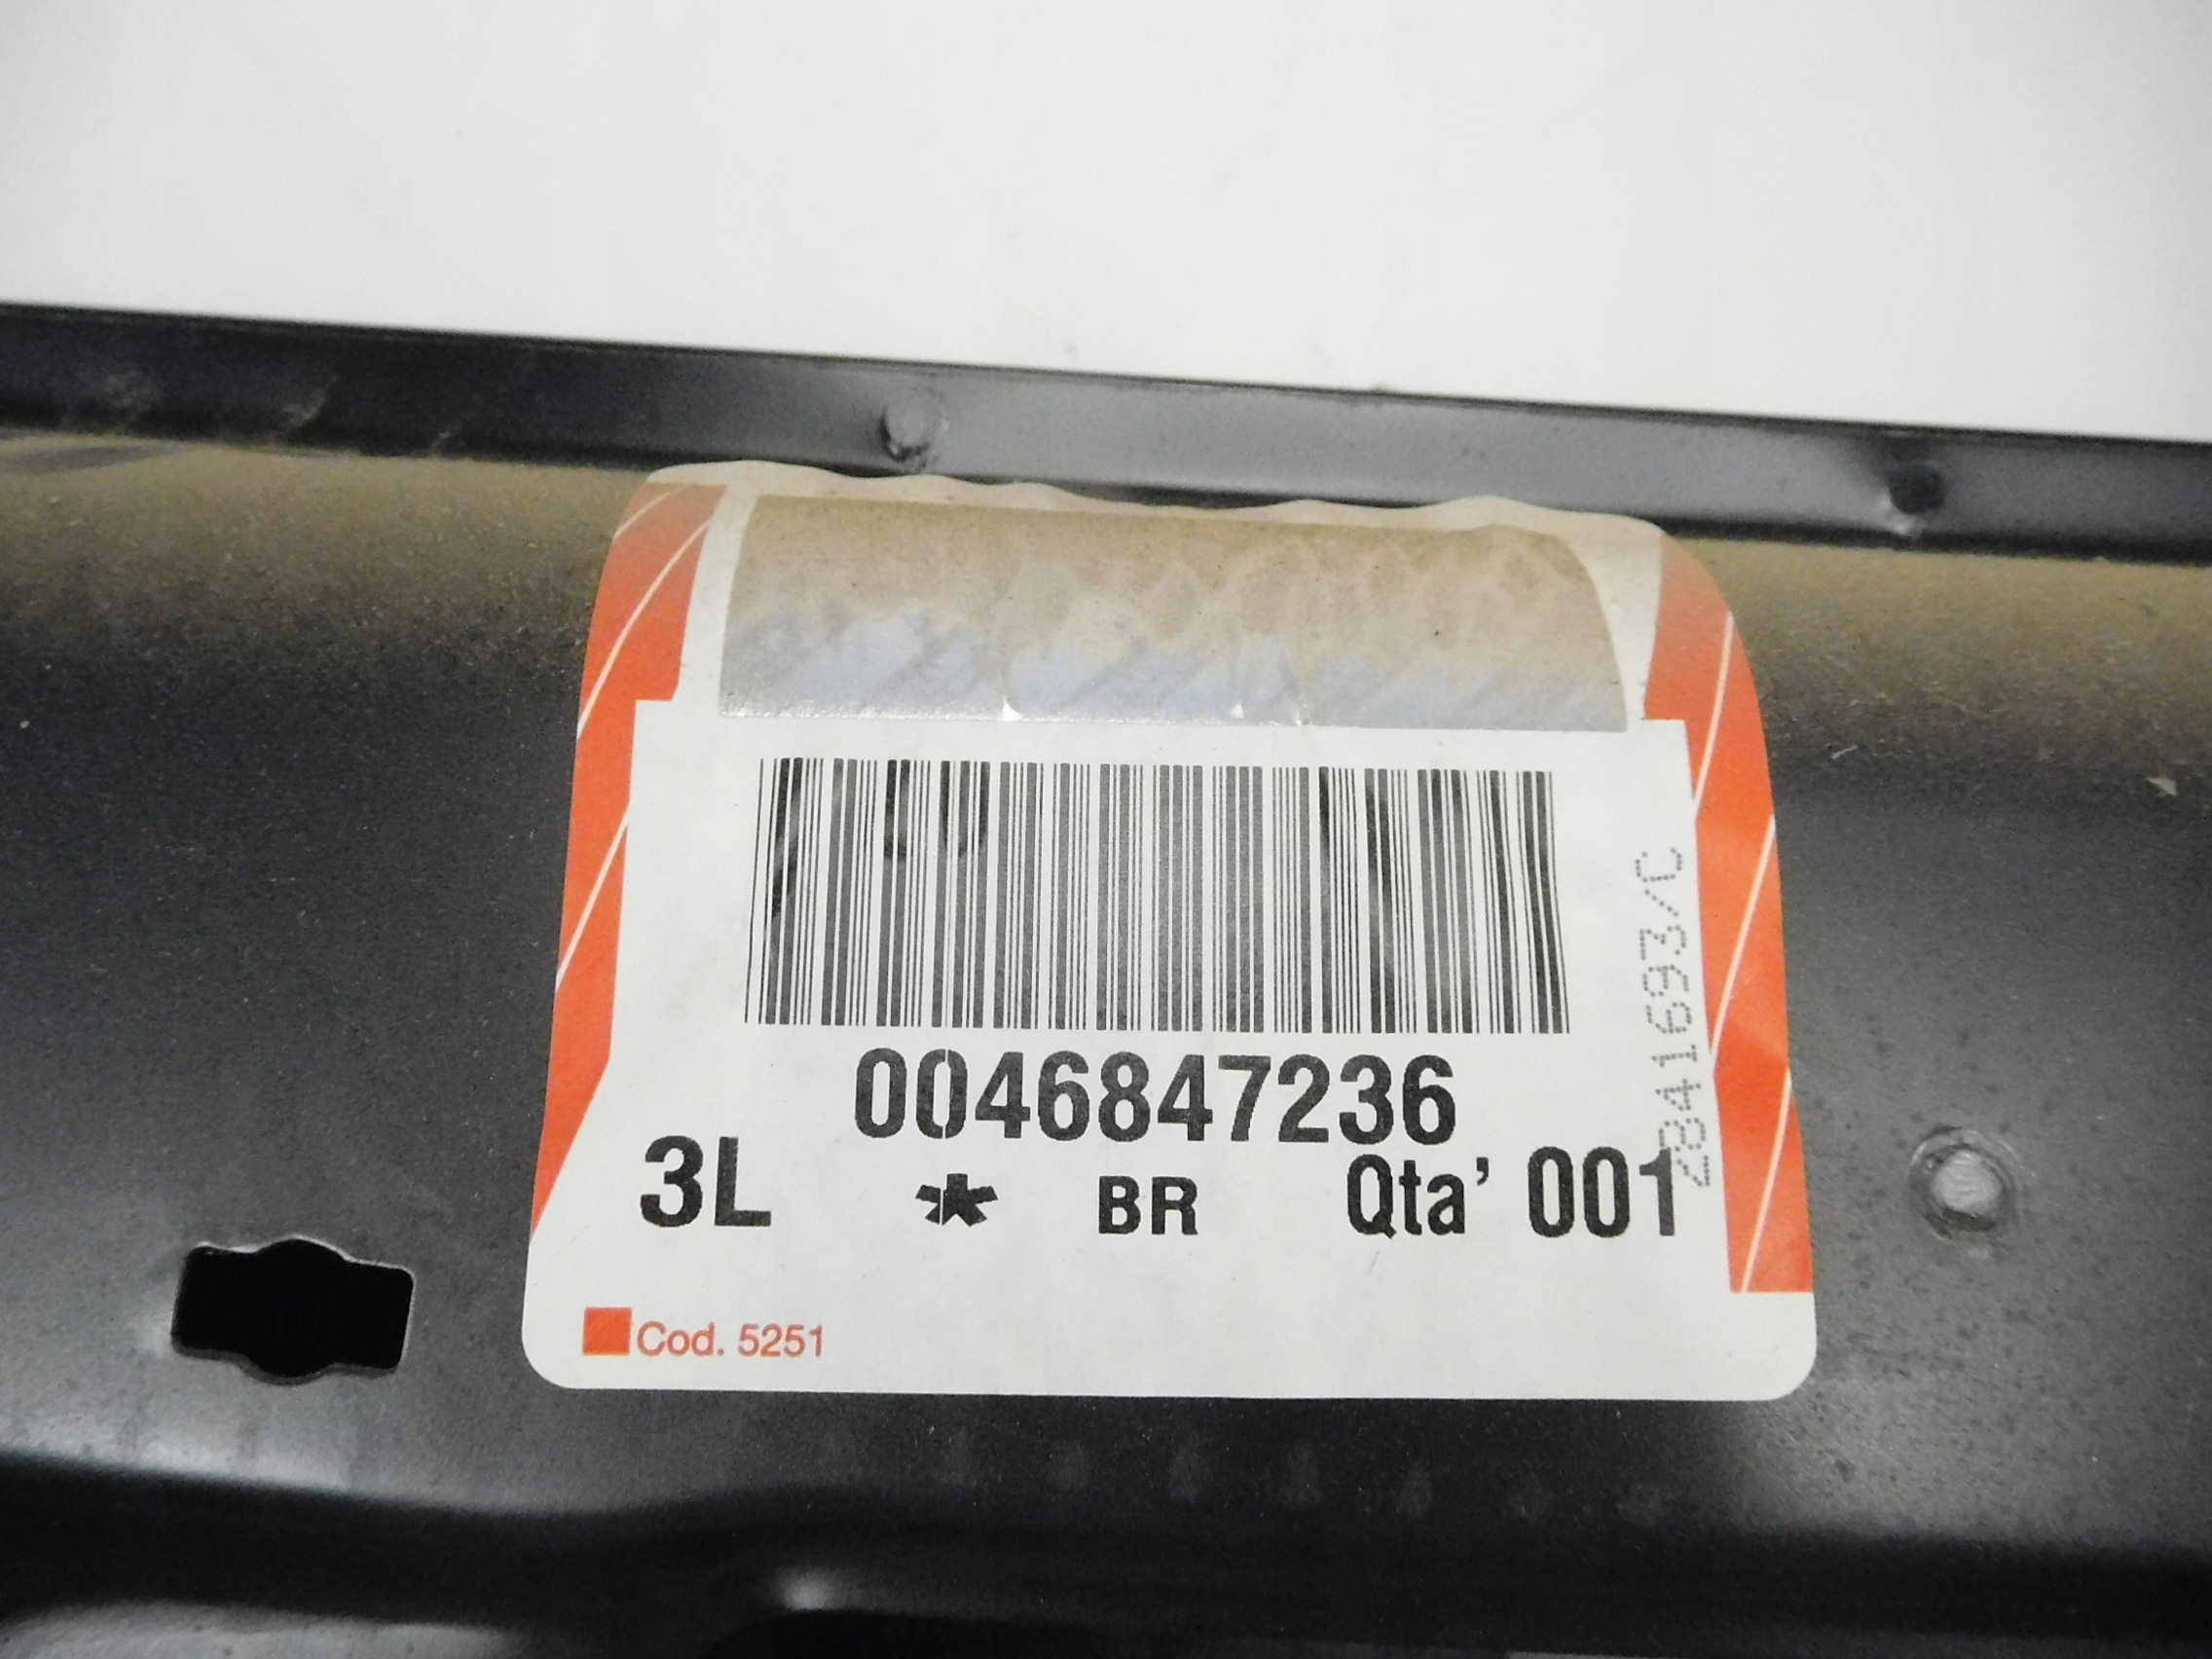 0046847236
3L * BR Qta' 001
2841693/C
Cod. 5251